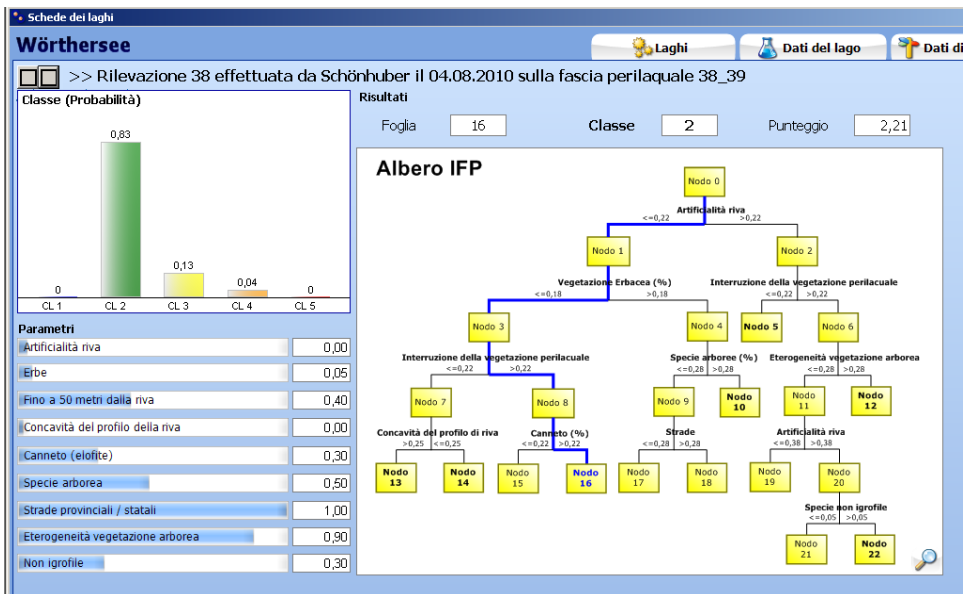 Schede dei laghi
Wörthersee
Laghi
Dati del lago
Dati di
>> Rilevazione 38 effettuata da Schönhuber il 04.08.2010 sulla fascia perilaquale 38_39
Classe (Probabilità)
0,83
0,13
0,04
0
0
CL 1
CL 2
CL 3
CL 4
CL 5
Parametri
Artificialità riva 0,00
Erbe 0,05
Fino a 50 metri dalla riva 0,40
Concavità del profilo della riva 0,00
Canneto (elofite) 0,30
Specie arborea 0,50
Strade provinciali / statali 1,00
Eterogeneità vegetazione arborea 0,90
Non igrofile 0,30
Risultati
Foglia 16 Classe 2 Punteggio 2,21
Albero IFP
Nodo 0
Artificialità riva
<=0,22 >0,22
Nodo 1
Nodo 2
Vegetazione Erbacea (%)
<=0,18 >0,18
Interruzione della vegetazione perilacuale
<=0,22 >0,22
Nodo 3
Nodo 4
Nodo 5
Nodo 6
Interruzione della vegetazione perilacuale
<=0,22 >0,22
Specie arboree (%)
<=0,28 >0,28
Eterogeneità vegetazione arborea
<=0,28 >0,28
Nodo 7
Nodo 8
Nodo 9
Nodo
10
Nodo
11
Nodo
12
Concavità del profilo di riva
>0,25 <=0,25
Canneto (%)
<=0,22 >0,22
Strade
<=0,28 >0,28
Artificialità riva
<=0,38 >0,38
Nodo
13
Nodo
14
Nodo
15
Nodo
16
Nodo
17
Nodo
18
Nodo
19
Nodo
20
Specie non igrofile
<=0,05 >0,05
Nodo
21
Nodo
22